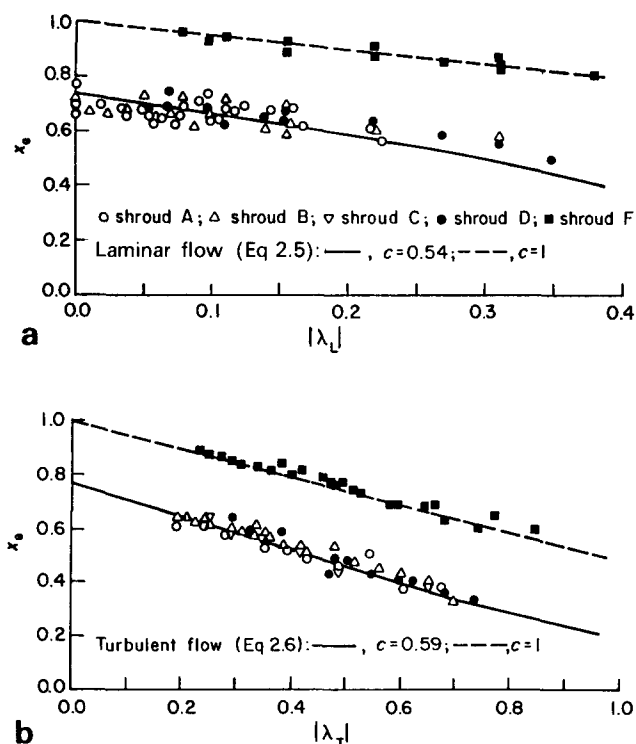 1.0
0.8
0.6
x_e
0.4
0.2
0.0
○ shroud A; △ shroud B; ▽ shroud C; ● shroud D; ■ shroud F
Laminar flow (Eq 2.5): ——, c=0.54; – – –, c=1
0.0 0.1 0.2 0.3 0.4
a
|λ_L|
1.0
0.8
0.6
x_e
0.4
0.2
0.0
Turbulent flow (Eq 2.6): ——, c=0.59; – – –, c=1
0.0 0.2 0.4 0.6 0.8 1.0
b
|λ_T|